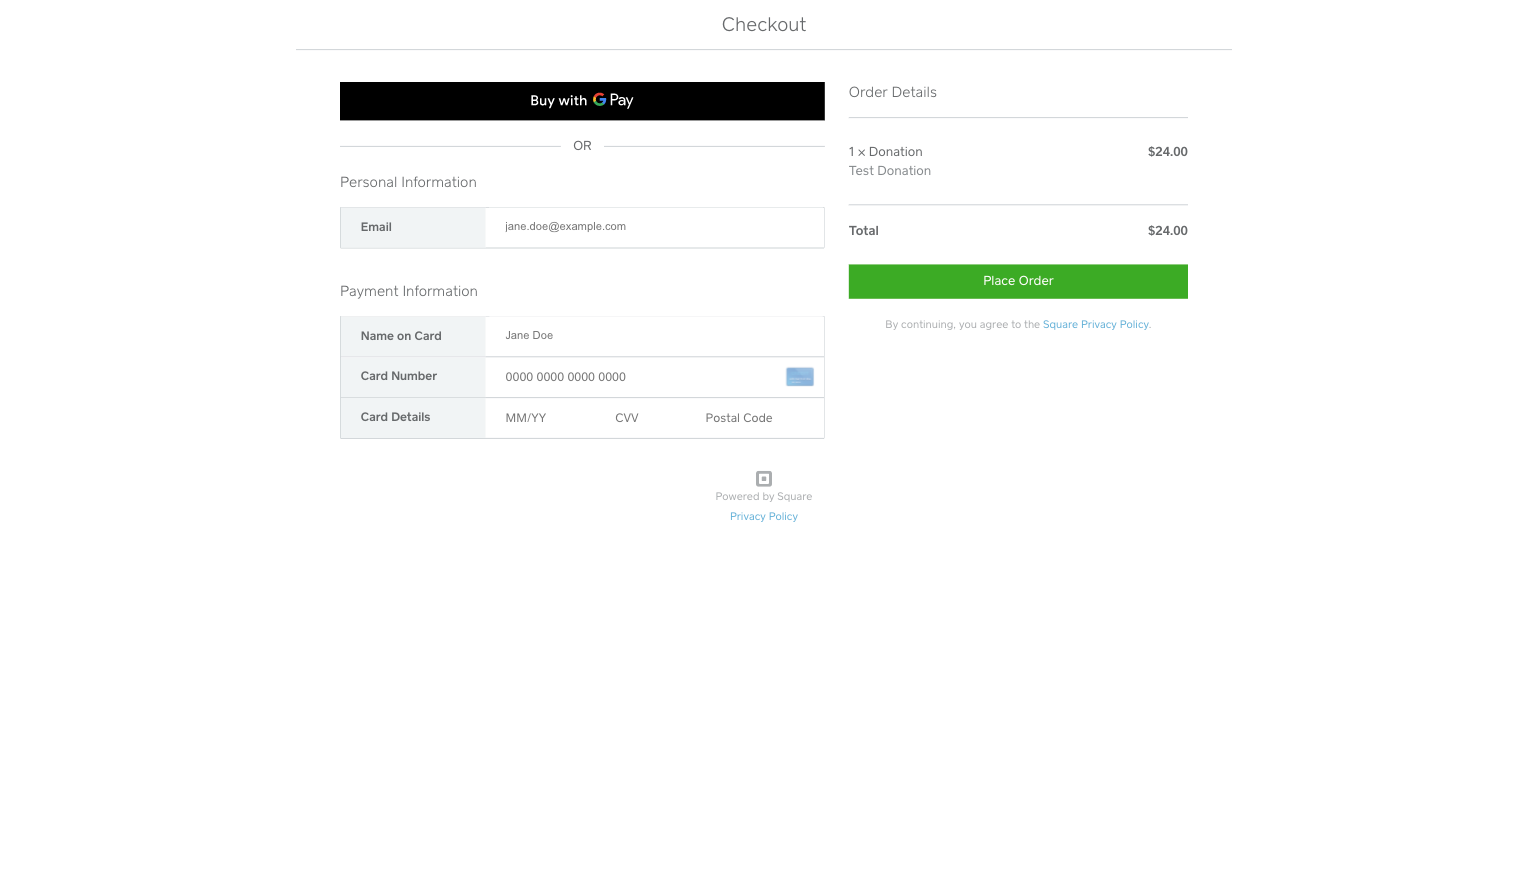 Checkout
Buy with G Pay
OR
Personal Information
Email
jane.doe@example.com
Payment Information
Name on Card
Jane Doe
Card Number
0000 0000 0000 0000
Card Details
MM/YY
CVV
Postal Code
Order Details
1 × Donation
$24.00
Test Donation
Total
$24.00
Place Order
By continuing, you agree to the Square Privacy Policy.
Powered by Square
Privacy Policy